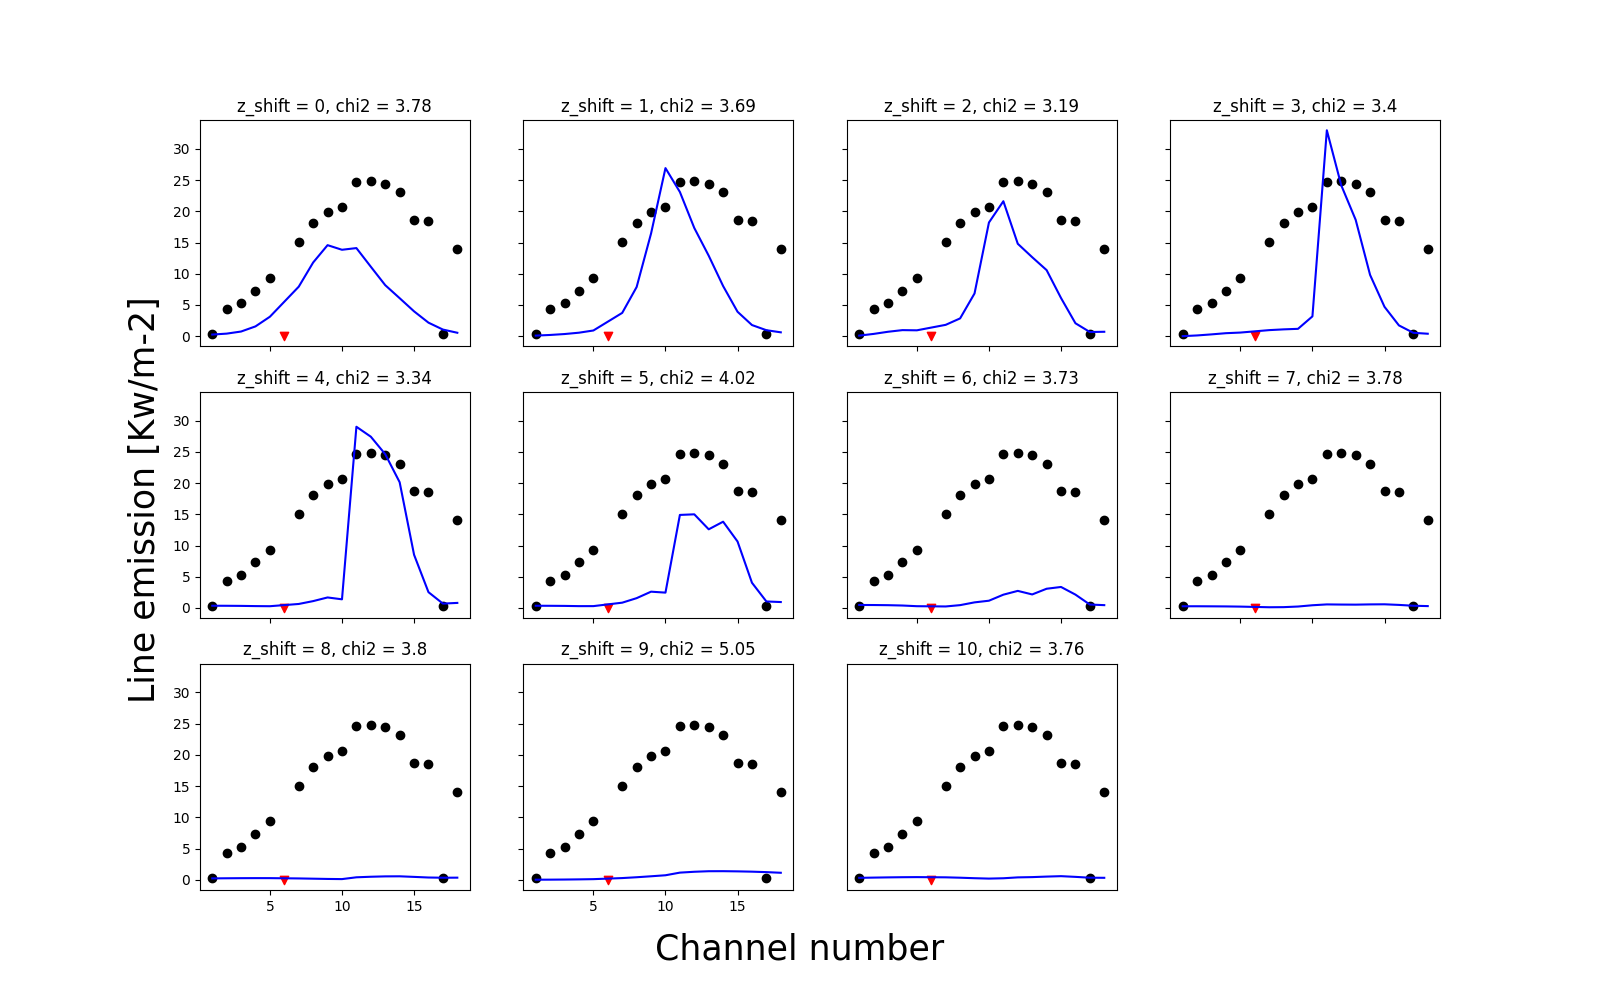 z_shift = 0, chi2 = 3.78
z_shift = 1, chi2 = 3.69
z_shift = 2, chi2 = 3.19
z_shift = 3, chi2 = 3.4
30
25
20
15
10
5
0
z_shift = 4, chi2 = 3.34
z_shift = 5, chi2 = 4.02
z_shift = 6, chi2 = 3.73
z_shift = 7, chi2 = 3.78
30
25
20
15
10
5
0
Line emission [Kw/m-2]
z_shift = 8, chi2 = 3.8
z_shift = 9, chi2 = 5.05
z_shift = 10, chi2 = 3.76
30
25
20
15
10
5
0
5 10 15
5 10 15
Channel number